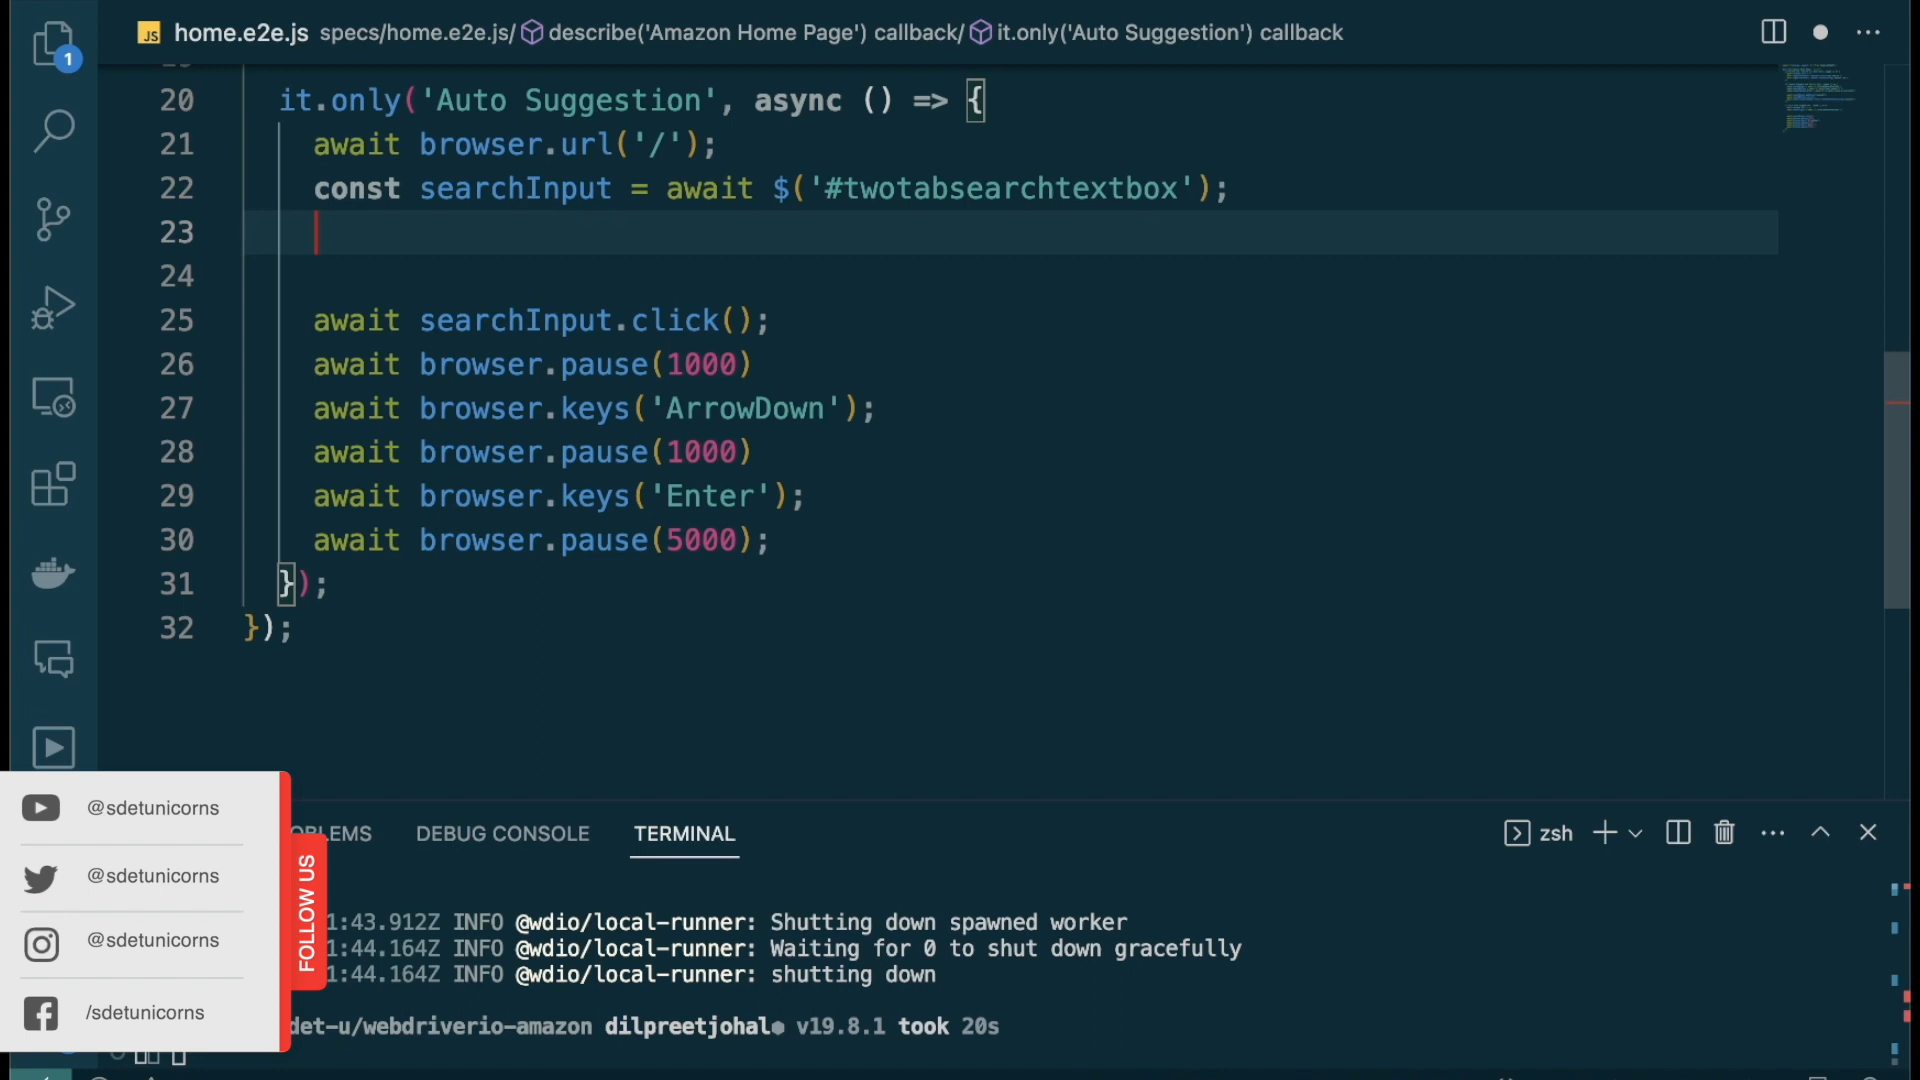 JS home.e2e.js specs/home.e2e.js/ describe('Amazon Home Page') callback/ it.only('Auto Suggestion') callback
1
20 it.only('Auto Suggestion', async () => {
21 await browser.url('/');
22 const searchInput = await $('#twotabsearchtextbox');
23
24
25 await searchInput.click();
26 await browser.pause(1000)
27 await browser.keys('ArrowDown');
28 await browser.pause(1000)
29 await browser.keys('Enter');
30 await browser.pause(5000);
31 });
32 });
@sdetunicorns
@sdetunicorns
@sdetunicorns
/sdetunicorns
FOLLOW US
OBLEMS DEBUG CONSOLE TERMINAL zsh
1:43.912Z INFO @wdio/local-runner: Shutting down spawned worker
1:44.164Z INFO @wdio/local-runner: Waiting for 0 to shut down gracefully
1:44.164Z INFO @wdio/local-runner: shutting down
det-u/webdriverio-amazon dilpreetjohal● v19.8.1 took 20s